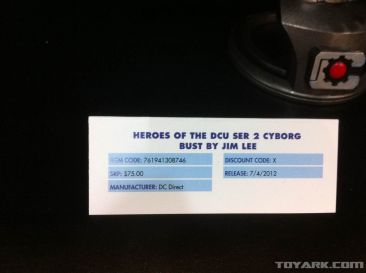 HEROES OF THE DCU SER 2 CYBORG
BUST BY JIM LEE
ITEM CODE: 761941308746
DISCOUNT CODE: X
SRP: $75.00
RELEASE: 7/4/2012
MANUFACTURER: DC Direct
TOYARK.COM